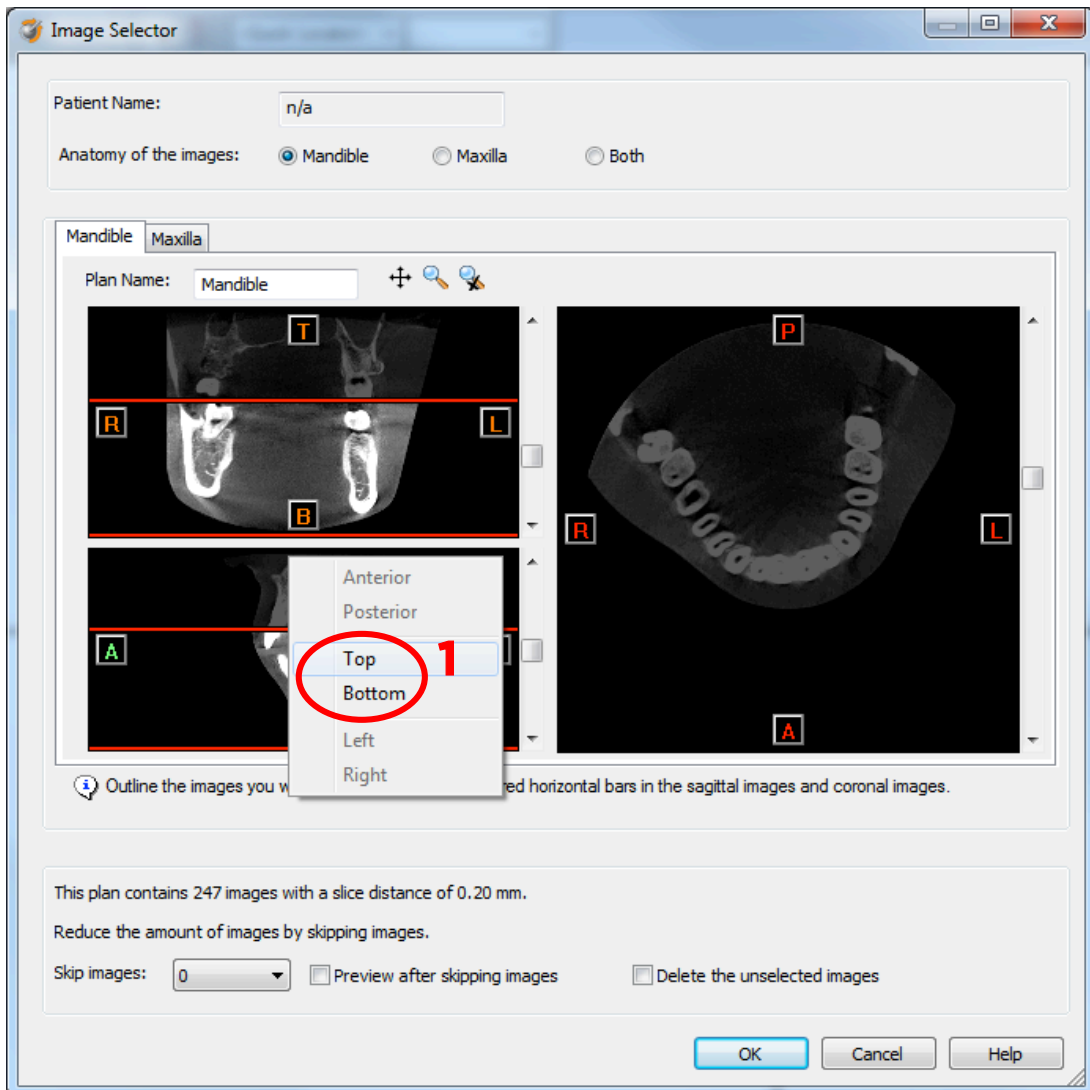 Image Selector
Patient Name: n/a
Anatomy of the images: Mandible Maxilla Both
Mandible Maxilla
Plan Name: Mandible
T
R L
B
P
R L
A
A
Anterior
Posterior
Top 1
Bottom
Left
Right
Outline the images you w red horizontal bars in the sagittal images and coronal images.
This plan contains 247 images with a slice distance of 0.20 mm.
Reduce the amount of images by skipping images.
Skip images: 0 Preview after skipping images Delete the unselected images
OK Cancel Help